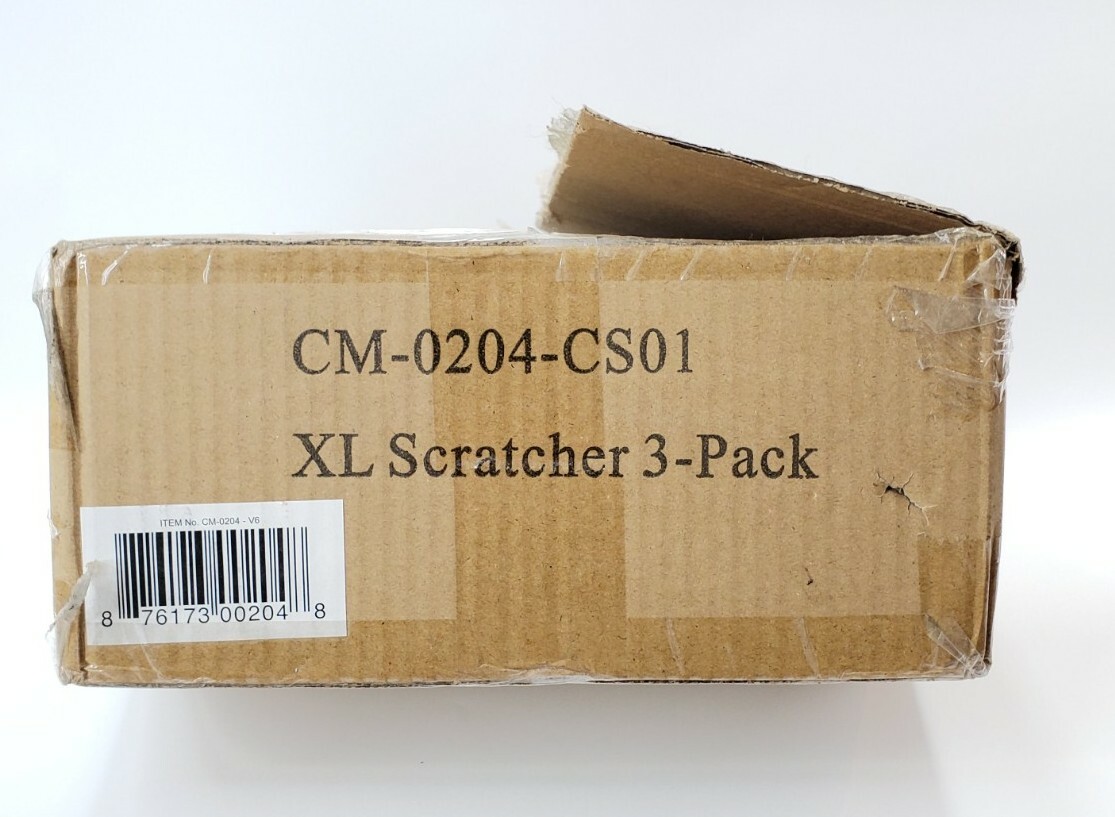 CM-0204-CS01
XL Scratcher 3-Pack
ITEM No. CM-0204 - V6
8 76173 00204 8